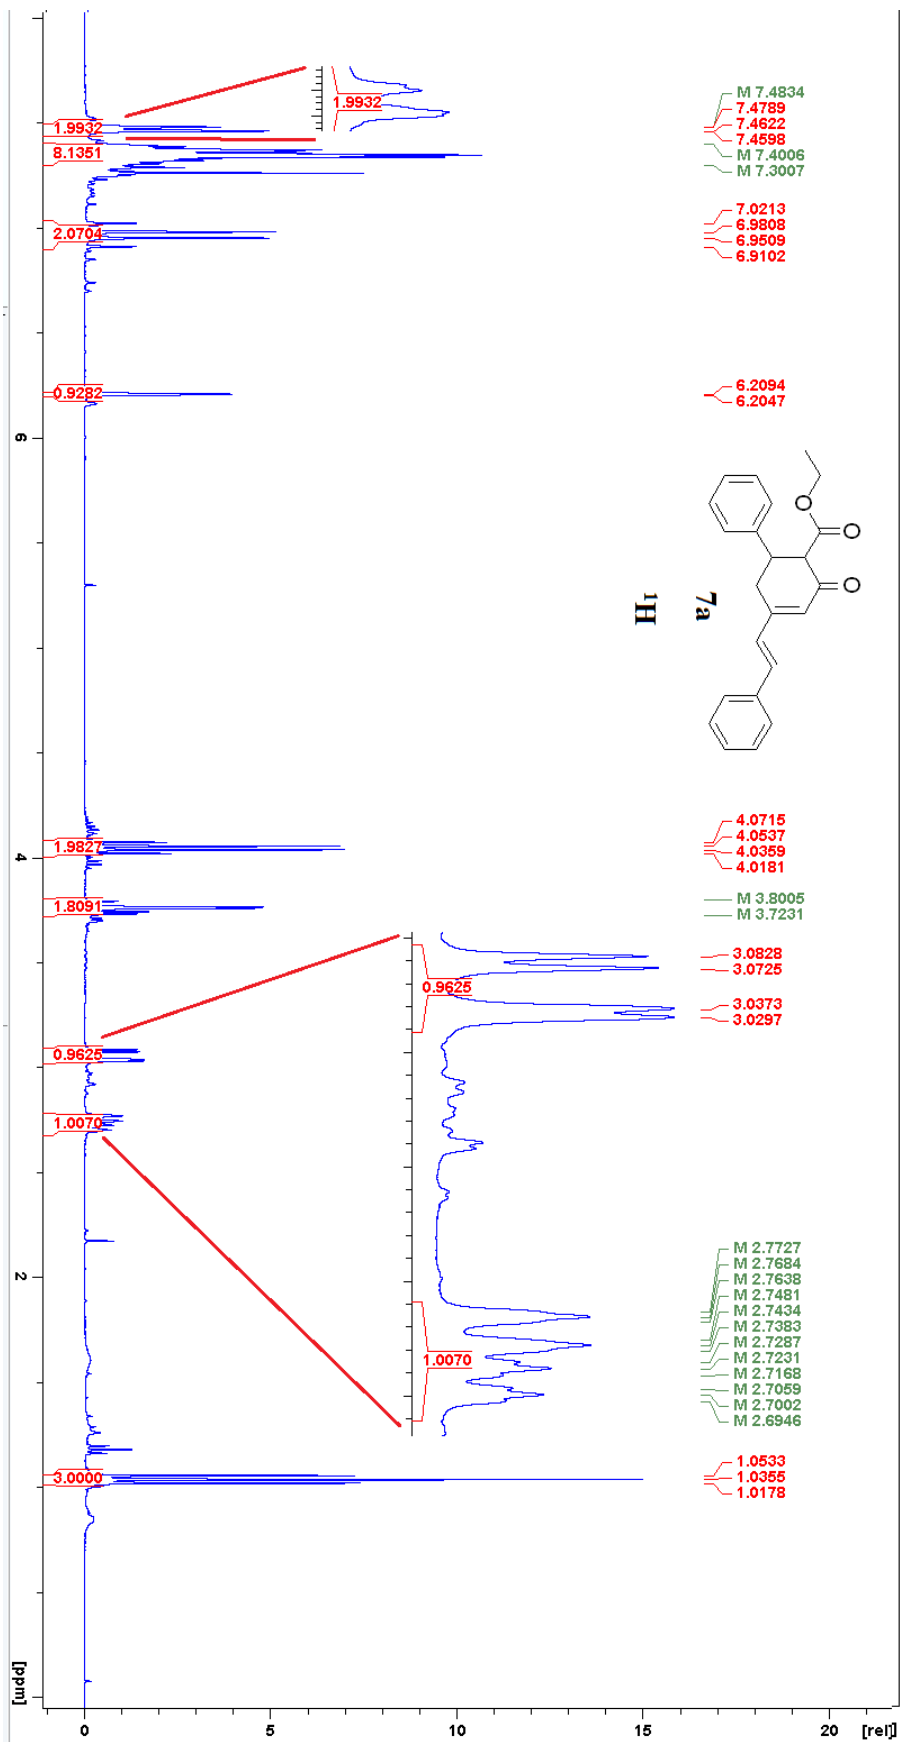 1.9932
M 7.4834
7.4789
7.4622
7.4598
M 7.4006
M 7.3007
1.9932
8.1351
7.0213
6.9808
6.9509
6.9102
2.0704
6.2094
6.2047
0.9282
6
O
O
O
7a
¹H
4.0715
4.0537
4.0359
4.0181
1.9827
4
M 3.8005
M 3.7231
1.8091
3.0828
3.0725
3.0373
3.0297
0.9625
0.9625
1.0070
M 2.7727
M 2.7684
M 2.7638
M 2.7481
M 2.7434
M 2.7383
M 2.7287
M 2.7231
M 2.7168
M 2.7059
M 2.7002
M 2.6946
2
1.0070
1.0533
1.0355
1.0178
3.0000
[ppm]
0 5 10 15 20 [rel]